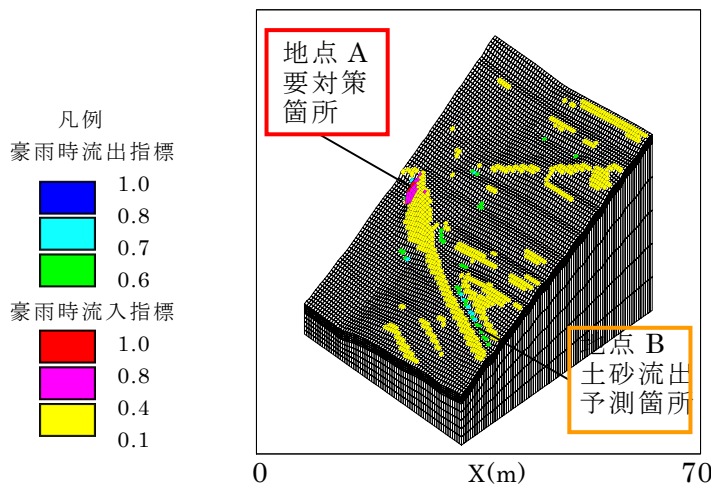 地点 A
要対策
箇所
凡例
豪雨時流出指標
1.0
0.8
0.7
0.6
豪雨時流入指標
1.0
0.8
0.4
0.1
地点 B
土砂流出
予測箇所
0
X(m)
70